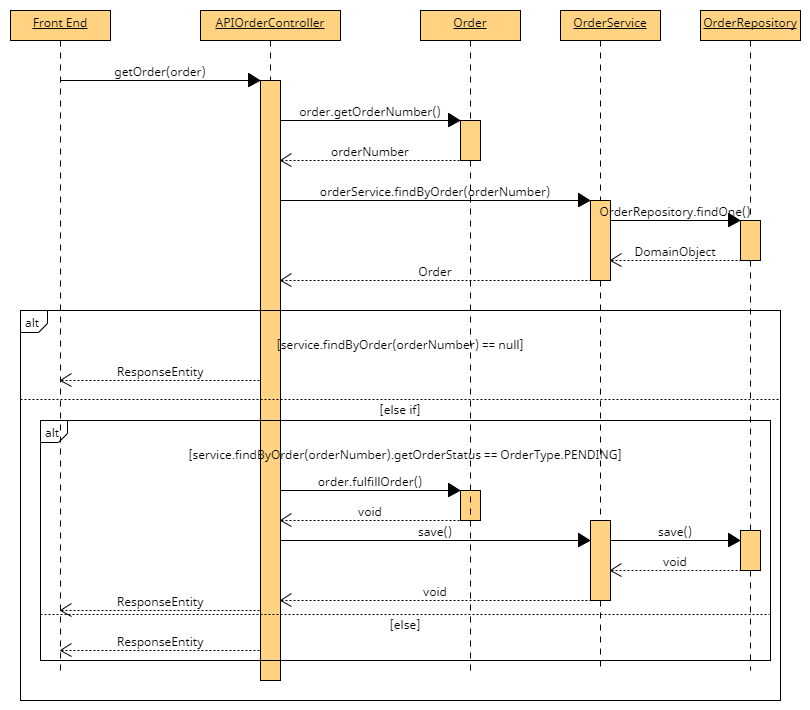 Front End
APIOrderController
Order
OrderService
OrderRepository
getOrder(order)
order.getOrderNumber()
orderNumber
orderService.findByOrder(orderNumber)
OrderRepository.findOne()
DomainObject
Order
alt
[service.findByOrder(orderNumber) == null]
ResponseEntity
[else if]
alt
[service.findByOrder(orderNumber).getOrderStatus == OrderType.PENDING]
order.fulfillOrder()
void
save()
save()
void
void
ResponseEntity
[else]
ResponseEntity